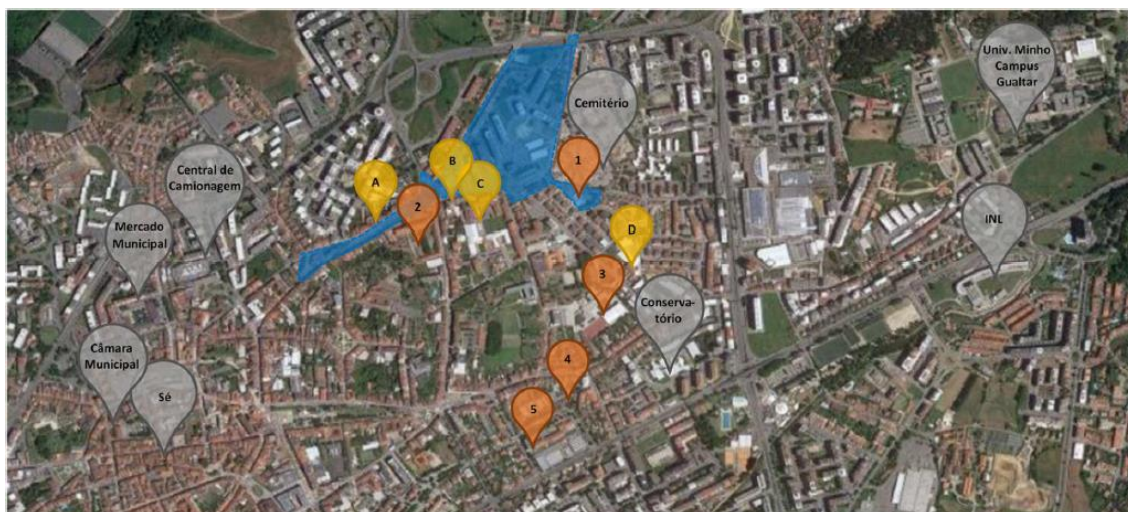 Univ. Minho
Campus
Gualtar
Cemitério
1
B
A
C
Central de
Camionagem
2
Mercado
Municipal
INL
D
3
Conserva-
tório
Câmara
Municipal
4
Sé
5